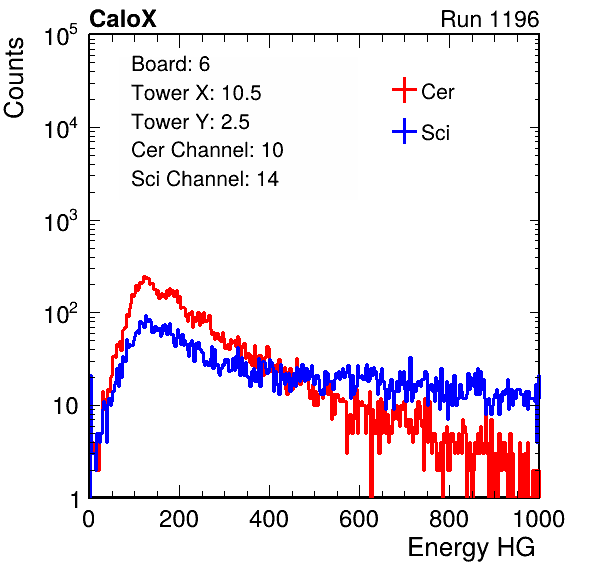 CaloX Run 1196
Counts
Board: 6
Tower X: 10.5
Tower Y: 2.5
Cer Channel: 10
Sci Channel: 14
Cer
Sci
10^5
10^4
10^3
10^2
10
1
0 200 400 600 800 1000
Energy HG